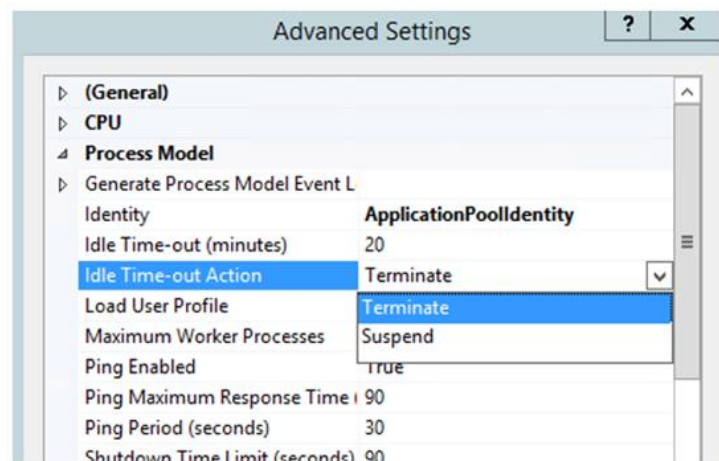 Advanced Settings ? x
(General)
CPU
Process Model
Generate Process Model Event L
Identity ApplicationPoolIdentity
Idle Time-out (minutes) 20
Idle Time-out Action Terminate
Load User Profile Terminate
Maximum Worker Processes Suspend
Ping Enabled True
Ping Maximum Response Time ( 90
Ping Period (seconds) 30
Shutdown Time Limit (seconds) 90